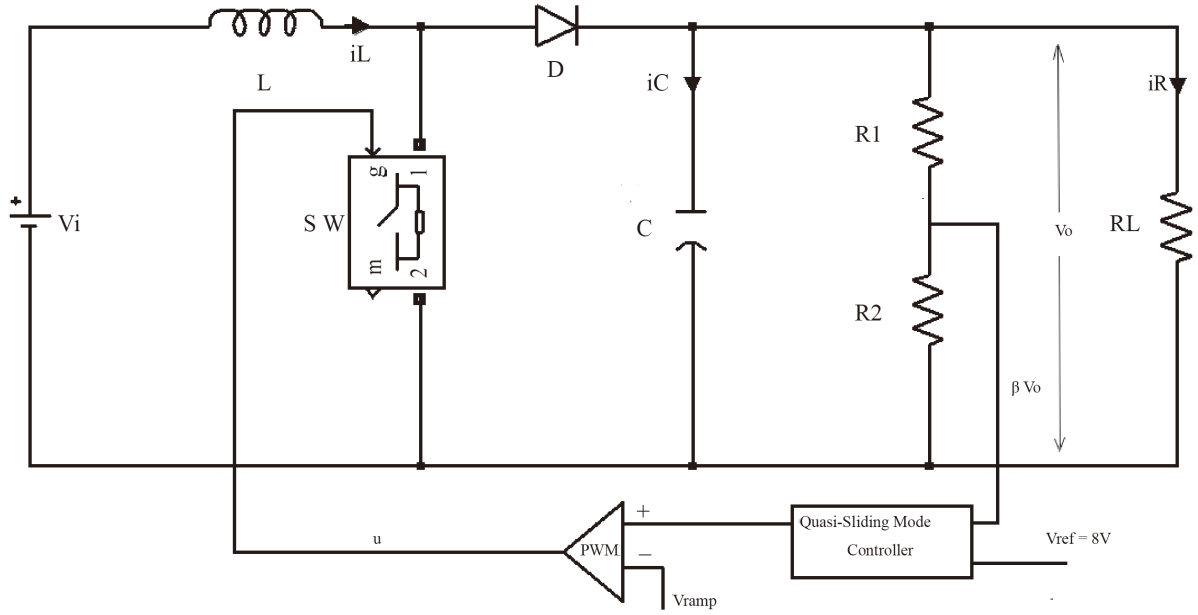 iL
D
L
iC
iR
R1
g
1
+
Vi
S W
C
Vo
RL
m
2
R2
β Vo
+
Quasi-Sliding Mode
Controller
Vref = 8V
u
PWM
−
Vramp